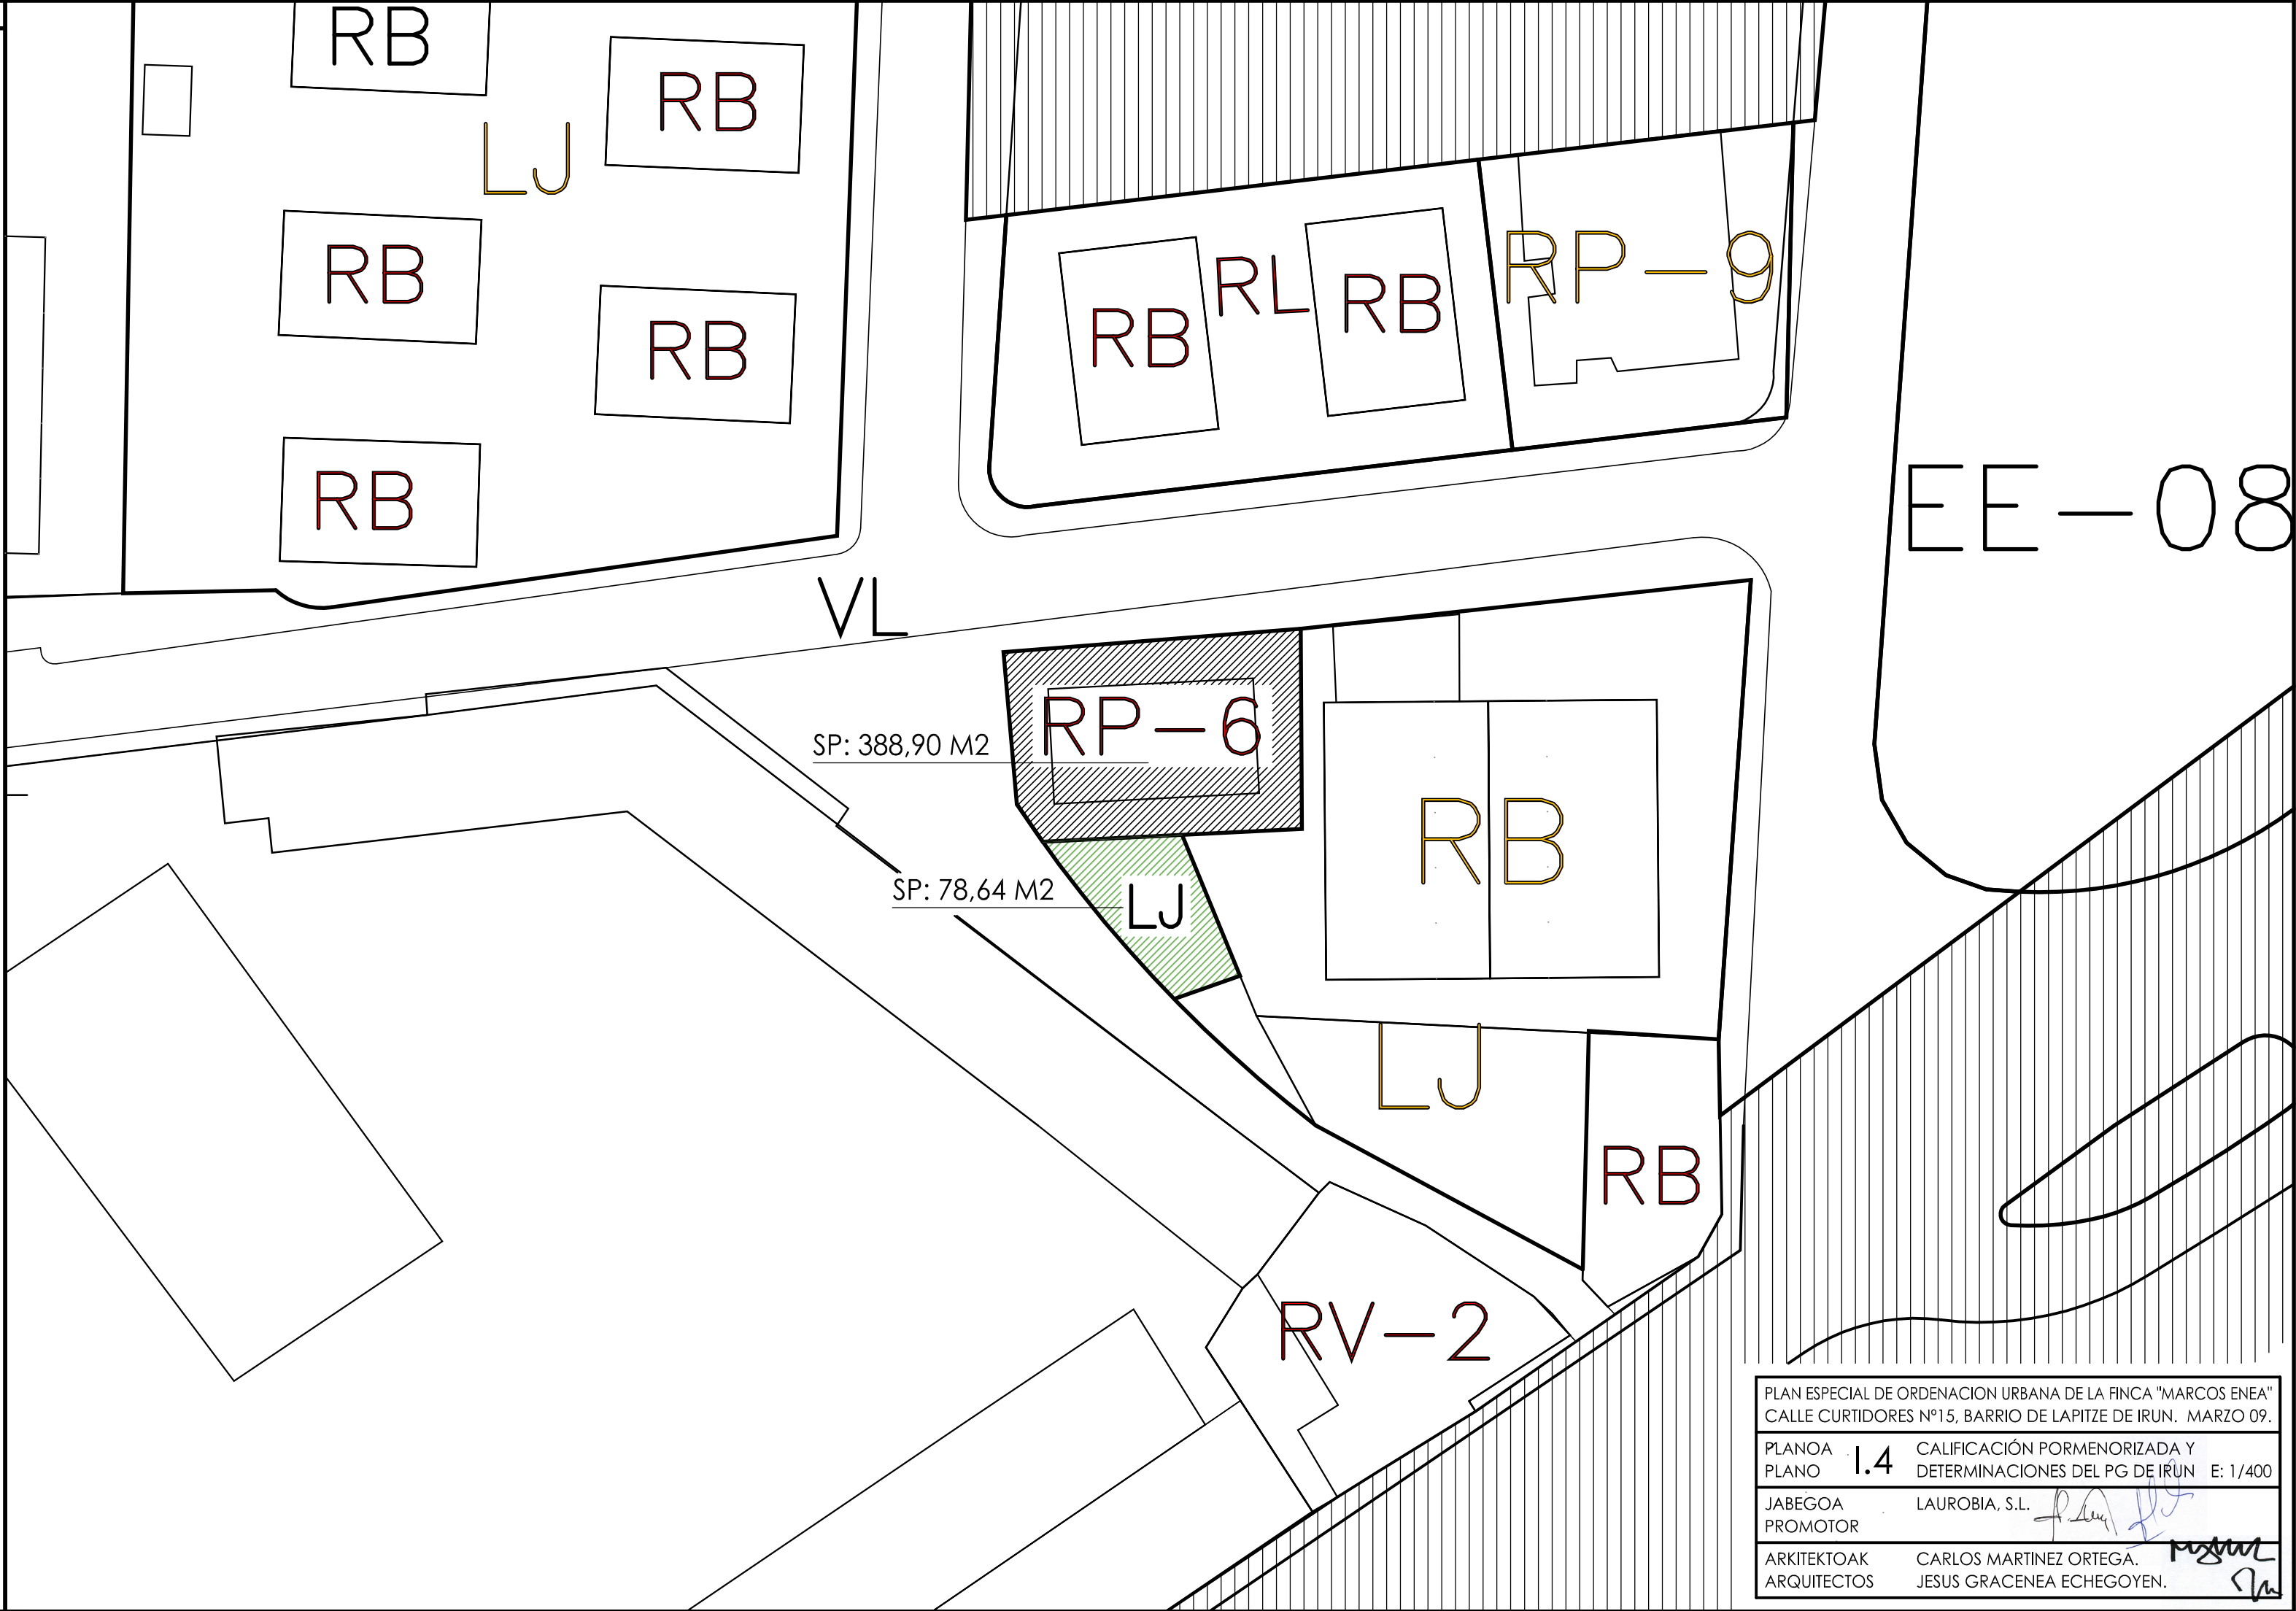 RB
RB
LJ
RB
RB
RB
RB
RL
RB
RP-9
EE-08
VL
RP-6
SP: 388,90 M2
RB
SP: 78,64 M2
LJ
LJ
RB
RV-2
PLAN ESPECIAL DE ORDENACION URBANA DE LA FINCA "MARCOS ENEA"
CALLE CURTIDORES Nº15, BARRIO DE LAPITZE DE IRUN. MARZO 09.
PLANOA
PLANO
I.4
CALIFICACIÓN PORMENORIZADA Y
DETERMINACIONES DEL PG DE IRUN E: 1/400
JABEGOA
PROMOTOR
LAUROBIA, S.L.
ARKITEKTOAK
ARQUITECTOS
CARLOS MARTINEZ ORTEGA.
JESUS GRACENEA ECHEGOYEN.